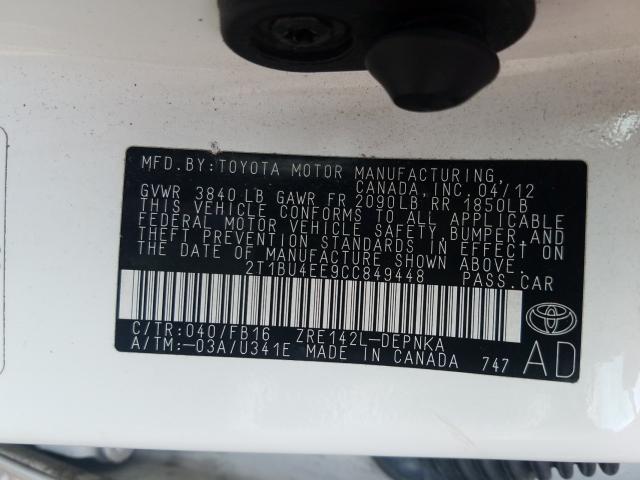 MFD. BY: TOYOTA MOTOR MANUFACTURING,
CANADA, INC. 04/12
GVWR 3840 LB GAWR FR 2090LB RR 1850LB
THIS VEHICLE CONFORMS TO ALL APPLICABLE
FEDERAL MOTOR VEHICLE SAFETY, BUMPER, AND
THEFT PREVENTION STANDARDS IN EFFECT ON
THE DATE OF MANUFACTURE SHOWN ABOVE.
2T1BU4EE9CC849448 PASS. CAR
C/TR: 040/FB16 ZRE142L-DEPNKA
A/TM: -03A/U341E MADE IN CANADA 747
AD